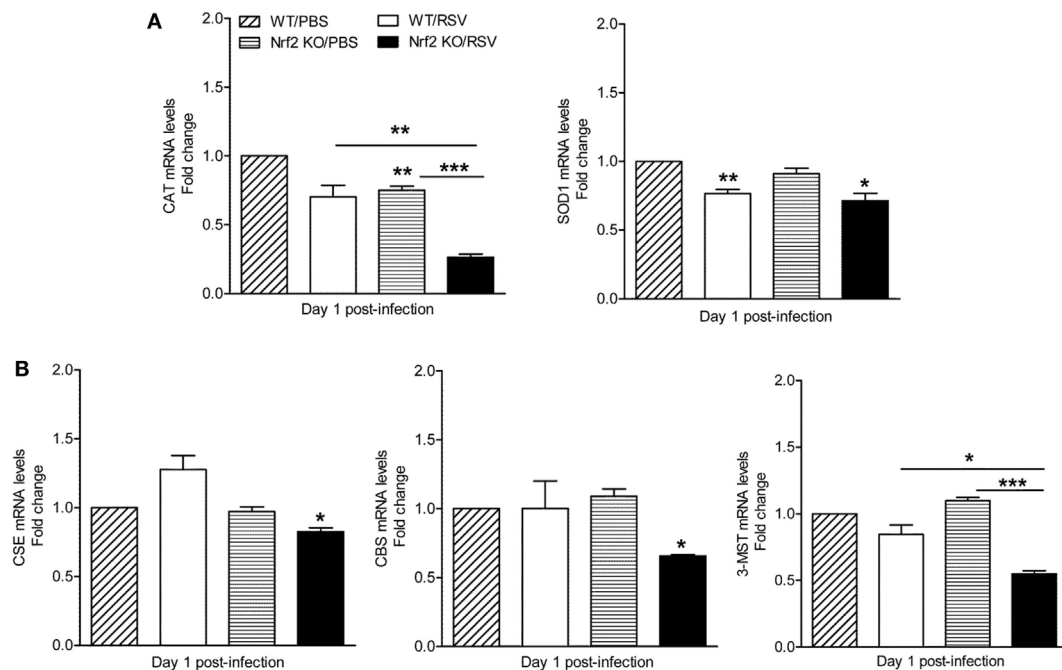 A
WT/PBS
WT/RSV
Nrf2 KO/PBS
Nrf2 KO/RSV
CAT mRNA levels
Fold change
2.0
1.5
1.0
0.5
0.0
**
**
***
Day 1 post-infection
SOD1 mRNA levels
Fold change
2.0
1.5
1.0
0.5
0.0
**
*
Day 1 post-infection
B
CSE mRNA levels
Fold change
2.0
1.5
1.0
0.5
0.0
*
Day 1 post-infection
CBS mRNA levels
Fold change
2.0
1.5
1.0
0.5
0.0
*
Day 1 post-infection
3-MST mRNA levels
Fold change
2.0
1.5
1.0
0.5
0.0
*
***
Day 1 post-infection